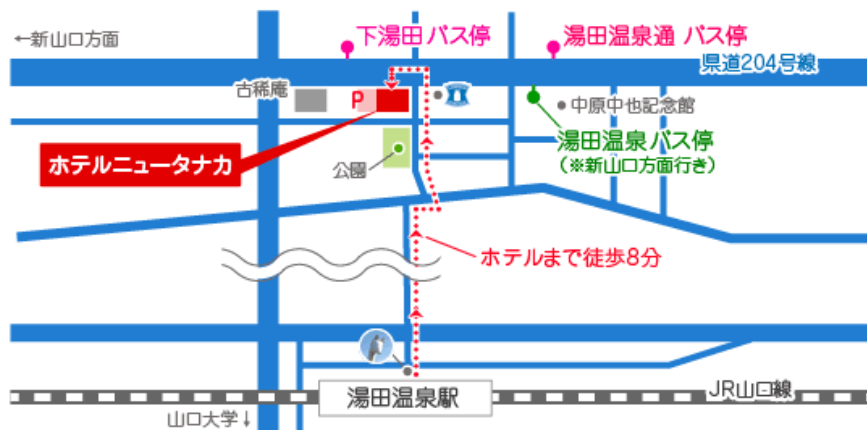 ←新山口方面
下湯田 バス停
湯田温泉通 バス停
県道204号線
古稀庵
P
中原中也記念館
湯田温泉 バス停
(※新山口方面行き)
ホテルニュータナカ
公園
ホテルまで徒歩8分
湯田温泉駅
JR山口線
山口大学↓